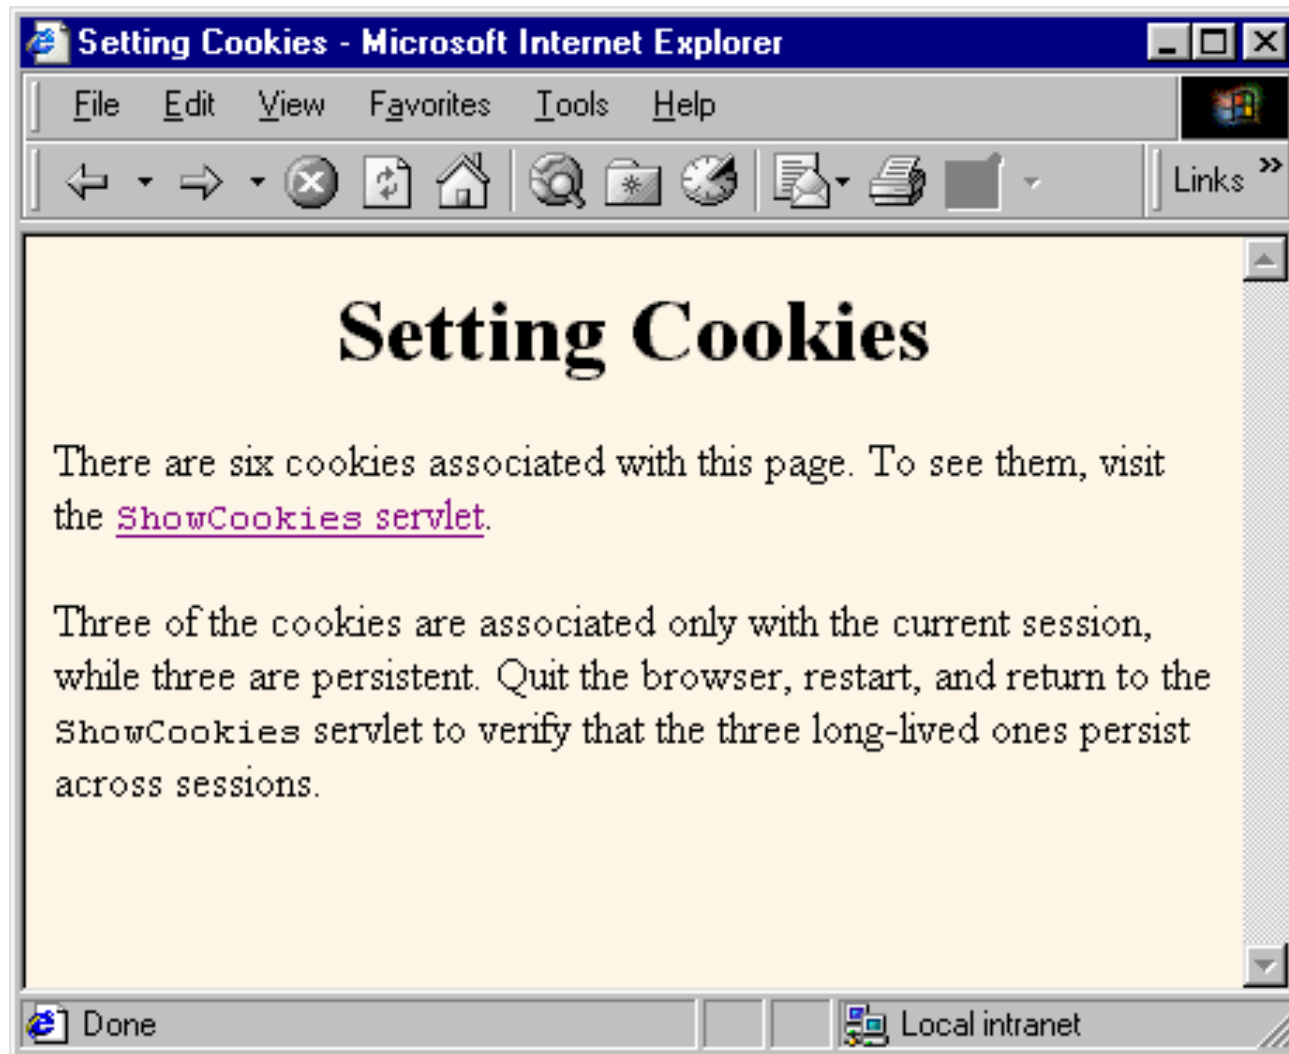 Setting Cookies - Microsoft Internet Explorer
File Edit View Favorites Tools Help
Links »
Setting Cookies
There are six cookies associated with this page. To see them, visit
the ShowCookies servlet.
Three of the cookies are associated only with the current session,
while three are persistent. Quit the browser, restart, and return to the
ShowCookies servlet to verify that the three long-lived ones persist
across sessions.
Done
Local intranet